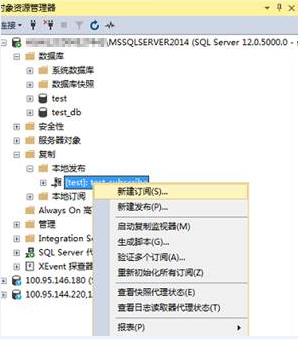 对象资源管理器
连接
\MSSQLSERVER2014 (SQL Server 12.0.5000.0 - s
数据库
系统数据库
数据库快照
test
test_db
安全性
服务器对象
复制
本地发布
[test]: test
本地订阅
Always On 高
管理
Integration Se
SQL Server 代
XEvent 探查器
100.95.146.180 (
100.95.144.220,1
新建订阅(S)...
新建发布(P)...
启动复制监视器(M)
生成脚本(G)...
验证多个订阅(A)...
重新初始化所有订阅(Z)
查看快照代理状态(E)
查看日志读取器代理状态(T)
报表(P)